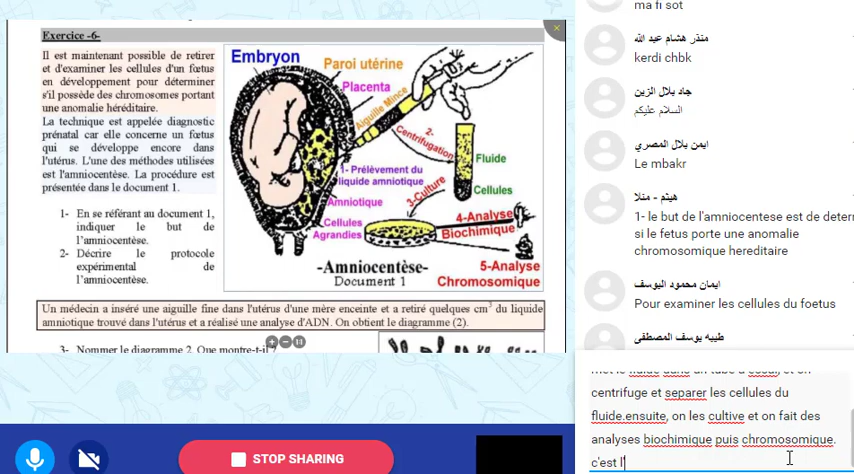 Exercice -6-
Il est maintenant possible de retirer
et d'examiner les cellules d'un fœtus
en développement pour déterminer
s'il possède des chromosomes portant
une anomalie héréditaire.
La technique est appelée diagnostic
prénatal car elle concerne un fœtus
qui se développe encore dans
l'utérus. L'une des méthodes utilisées
est l'amniocentèse. La procédure est
présentée dans le document 1.
1- En se référant au document 1,
indiquer le but de
l'amniocentèse.
2- Décrire le protocole
expérimental de
l'amniocentèse.
Embryon
Paroi utérine
Placenta
Aiguille Mince
2-
Centrifugation
Fluide
Cellules
1- Prélèvement du
liquide amniotique
3-Culture
Amniotique
Cellules
Agrandies
4-Analyse
Biochimique
5-Analyse
Chromosomique
-Amniocentèse-
Document 1
Un médecin a inséré une aiguille fine dans l'utérus d'une mère enceinte et a retiré quelques cm³ du liquide
amniotique trouvé dans l'utérus et a réalisé une analyse d'ADN. On obtient le diagramme (2).
3- Nommer le diagramme 2. Que montre-t-il ?
STOP SHARING
ma fi sot
منذر هشام عبد الله
kerdi chbk
جاد بلال الزين
السلام عليكم
ايمن بلال المصري
Le mbakr
هيثم - منلا
1- le but de l'amniocentese est de deterr
si le fetus porte une anomalie
chromosomique hereditaire
ايمان محمود اليوسف
Pour examiner les cellules du foetus
طيبه يوسف المصطفى
met le fluide dans un tube d'essai, et on
centrifuge et separer les cellules du
fluide.ensuite, on les cultive et on fait des
analyses biochimique puis chromosomique.
c'est l'